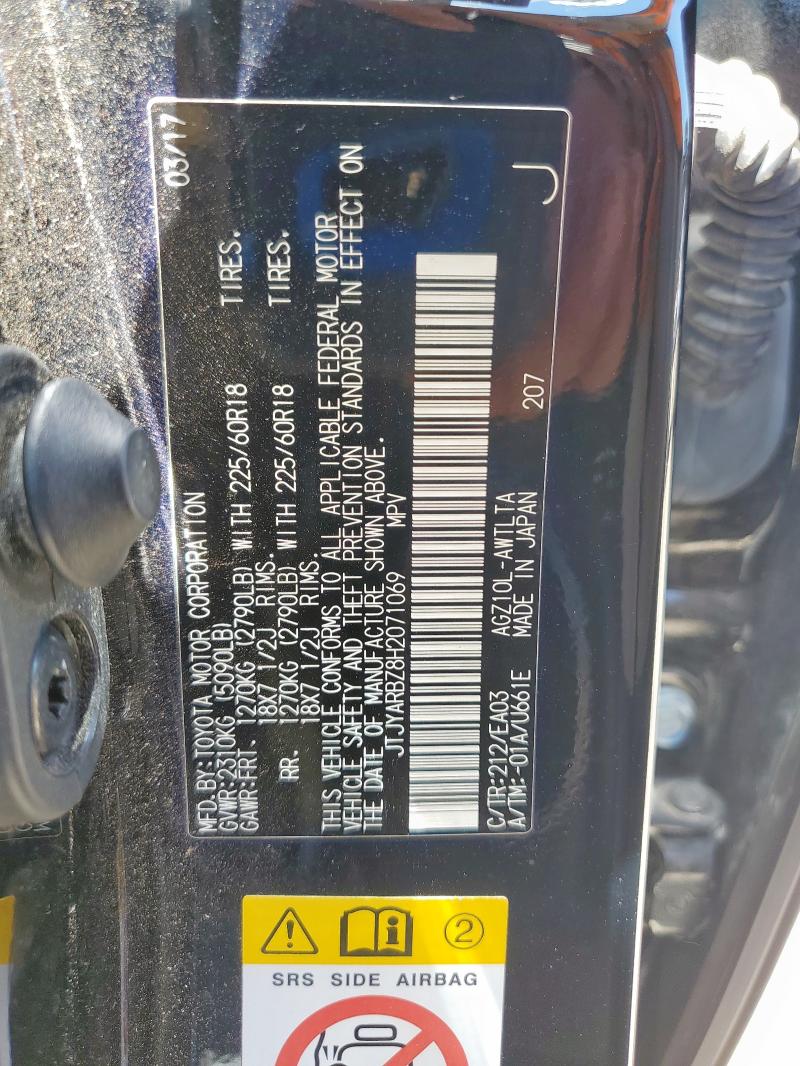 MFD.BY:TOYOTA MOTOR CORPORATION 03/17
GVWR:2310KG (5090LB)
GAWR:FRT. 1270KG (2790LB) WITH 225/60R18 TIRES.
18X7 1/2J RIMS.
RR. 1270KG (2790LB) WITH 225/60R18 TIRES.
18X7 1/2J RIMS.
THIS VEHICLE CONFORMS TO ALL APPLICABLE FEDERAL MOTOR
VEHICLE SAFETY AND THEFT PREVENTION STANDARDS IN EFFECT ON
THE DATE OF MANUFACTURE SHOWN ABOVE.
JTJYARBZ8H2071069 MPV
C/TR:212/EA03 AGZ10L-AWTLTA 207
A/TM:-01A/U661E MADE IN JAPAN
J
2
SRS SIDE AIRBAG